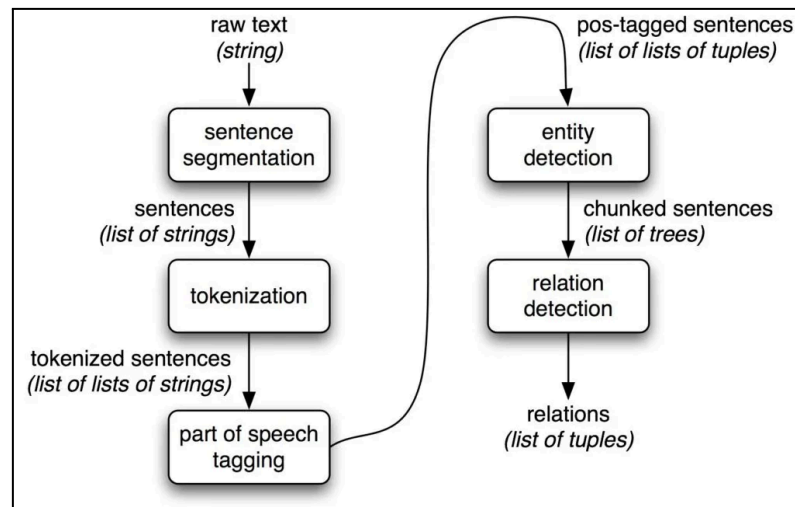 raw text
(string)
sentence
segmentation
sentences
(list of strings)
tokenization
tokenized sentences
(list of lists of strings)
part of speech
tagging
pos-tagged sentences
(list of lists of tuples)
entity
detection
chunked sentences
(list of trees)
relation
detection
relations
(list of tuples)